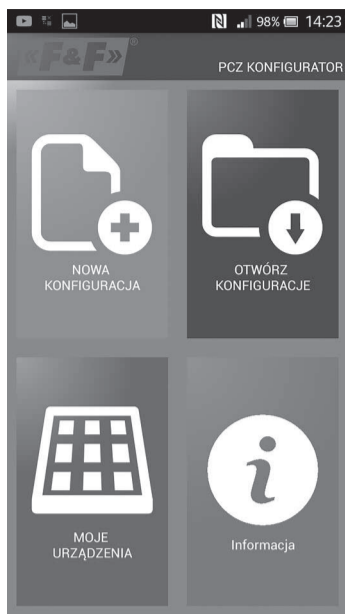 98% 14:23
«F&F»®
PCZ KONFIGURATOR
NOWA
KONFIGURACJA
OTWÓRZ
KONFIGURACJE
MOJE
URZĄDZENIA
Informacja